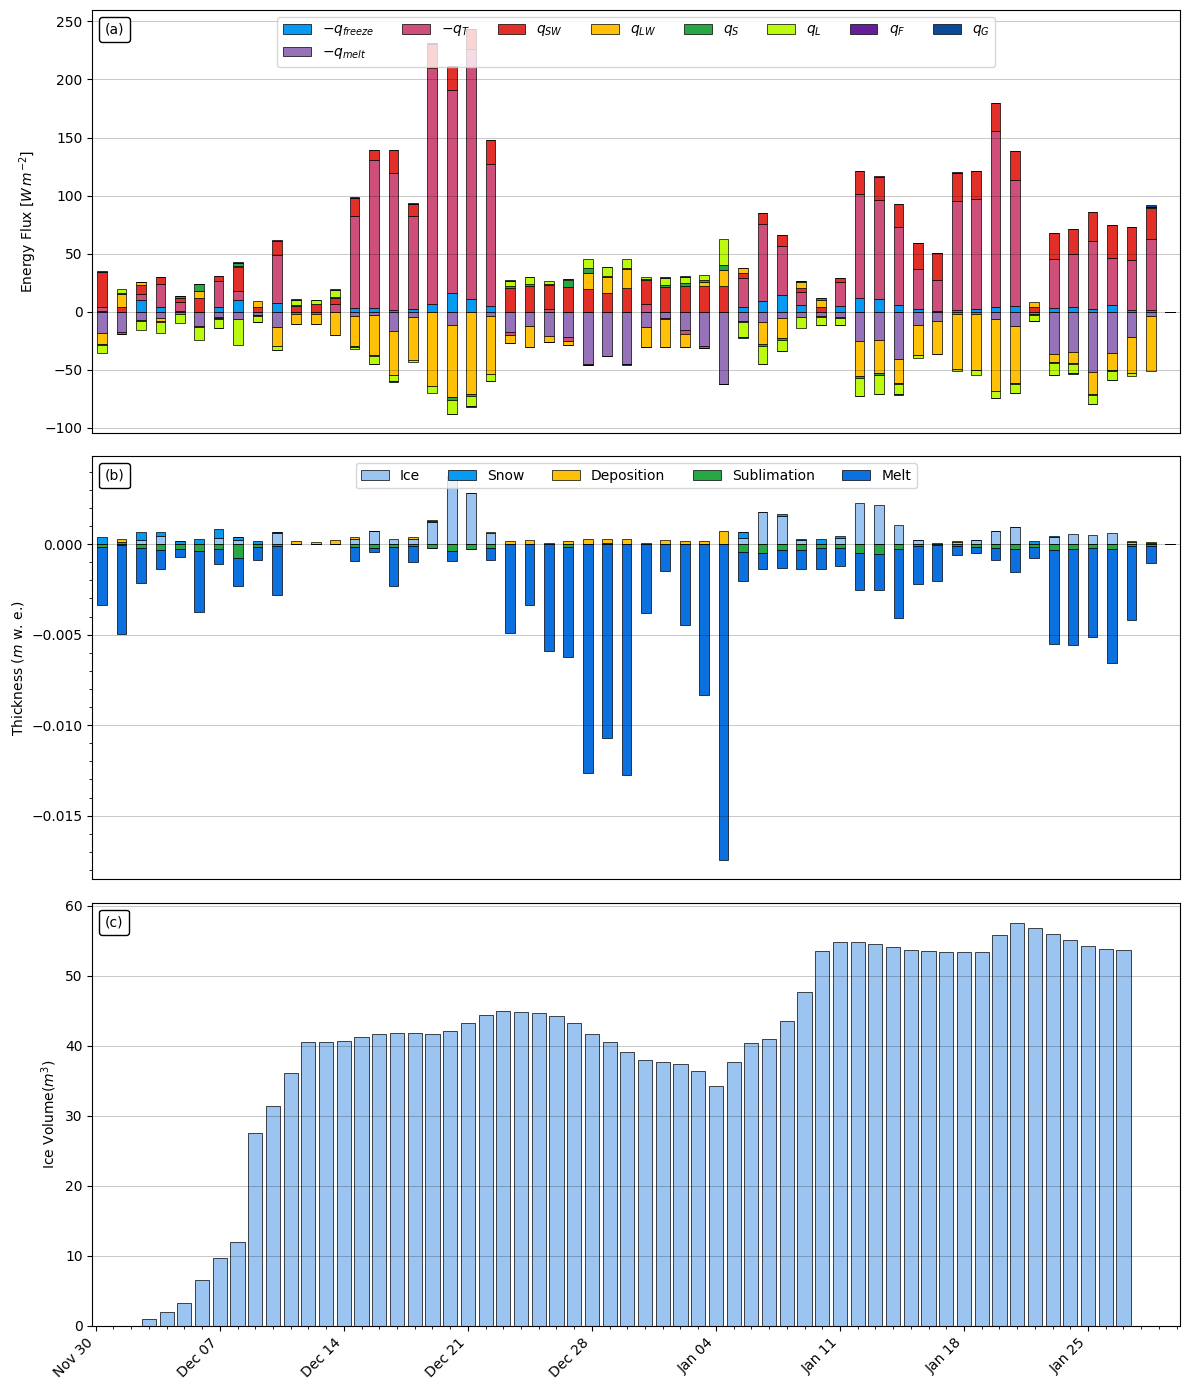 (a)
−q_freeze −q_T q_SW q_LW q_S q_L q_F q_G
−q_melt
Energy Flux [W m^−2]
250
200
150
100
50
0
−50
−100
(b)
Ice Snow Deposition Sublimation Melt
Thickness (m w. e.)
0.000
−0.005
−0.010
−0.015
(c)
Ice Volume(m^3)
60
50
40
30
20
10
0
Nov 30 Dec 07 Dec 14 Dec 21 Dec 28 Jan 04 Jan 11 Jan 18 Jan 25